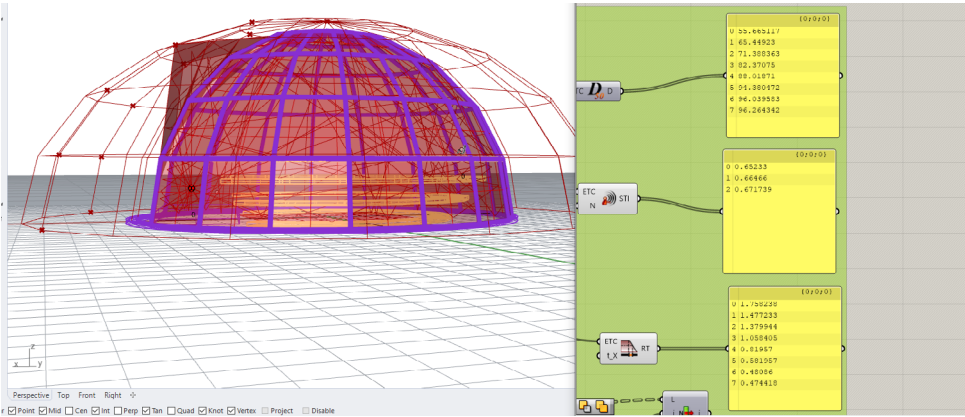 {0;0;0}
0 55.665117
1 65.44923
2 71.388363
3 82.37075
4 88.01871
5 94.380472
6 96.039553
7 96.264342
TC D D
{0;0;0}
0 0.65233
1 0.66466
2 0.671739
ETC
N
STI
{0;0;0}
0 1.758238
1 1.477233
2 1.379944
3 1.058405
4 0.81957
5 0.581957
6 0.48086
7 0.474418
ETC
t_X
RT
L
z
x y
Perspective Top Front Right
Point Mid Cen Int Perp Tan Quad Knot Vertex Project Disable